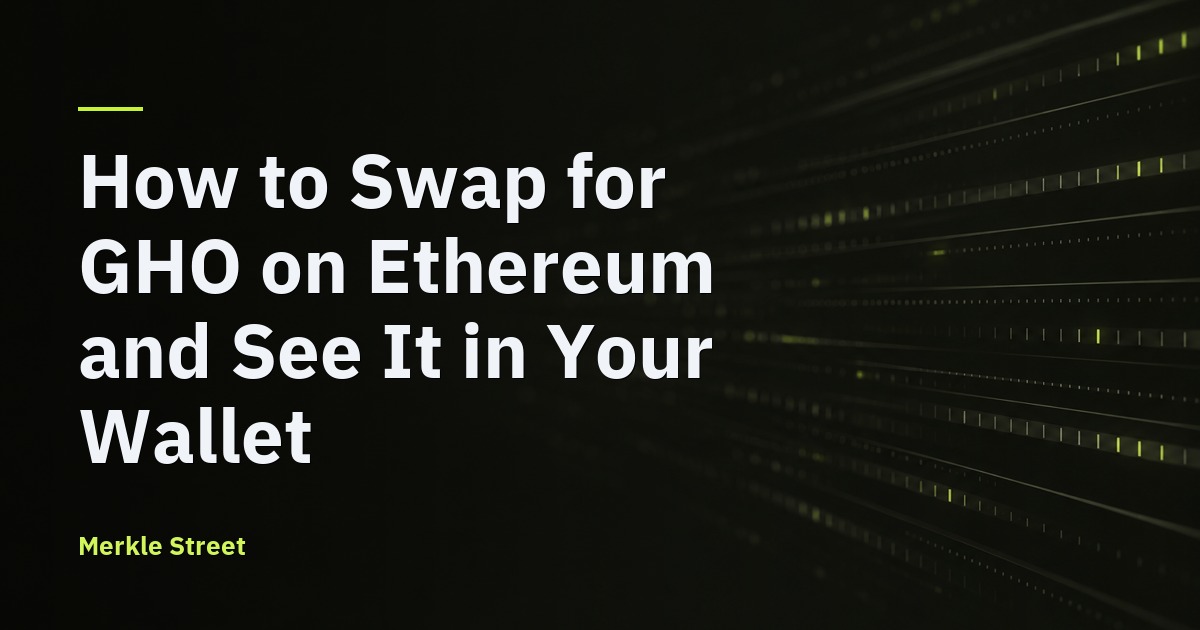 How to Swap for
GHO on Ethereum
and See It in Your
Wallet
Merkle Street